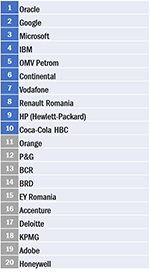 1 Oracle
2 Google
3 Microsoft
4 IBM
5 OMV Petrom
6 Continental
7 Vodafone
8 Renault Romania
9 HP (Hewlett-Packard)
10 Coca-Cola HBC
11 Orange
12 P&G
13 BCR
14 BRD
15 EY Romania
16 Accenture
17 Deloitte
18 KPMG
19 Adobe
20 Honeywell